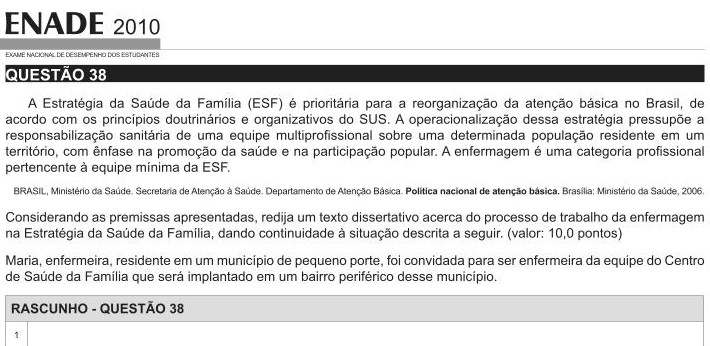 ENADE 2010
EXAME NACIONAL DE DESEMPENHO DOS ESTUDANTES
QUESTÃO 38
A Estratégia da Saúde da Família (ESF) é prioritária para a reorganização da atenção básica no Brasil, de
acordo com os princípios doutrinários e organizativos do SUS. A operacionalização dessa estratégia pressupõe a
responsabilização sanitária de uma equipe multiprofissional sobre uma determinada população residente em um
território, com ênfase na promoção da saúde e na participação popular. A enfermagem é uma categoria profissional
pertencente à equipe mínima da ESF.
BRASIL, Ministério da Saúde. Secretaria de Atenção à Saúde. Departamento de Atenção Básica. Política nacional de atenção básica. Brasília: Ministério da Saúde, 2006.
Considerando as premissas apresentadas, redija um texto dissertativo acerca do processo de trabalho da enfermagem
na Estratégia da Saúde da Família, dando continuidade à situação descrita a seguir. (valor: 10,0 pontos)
Maria, enfermeira, residente em um município de pequeno porte, foi convidada para ser enfermeira da equipe do Centro
de Saúde da Família que será implantado em um bairro periférico desse município.
RASCUNHO - QUESTÃO 38
1